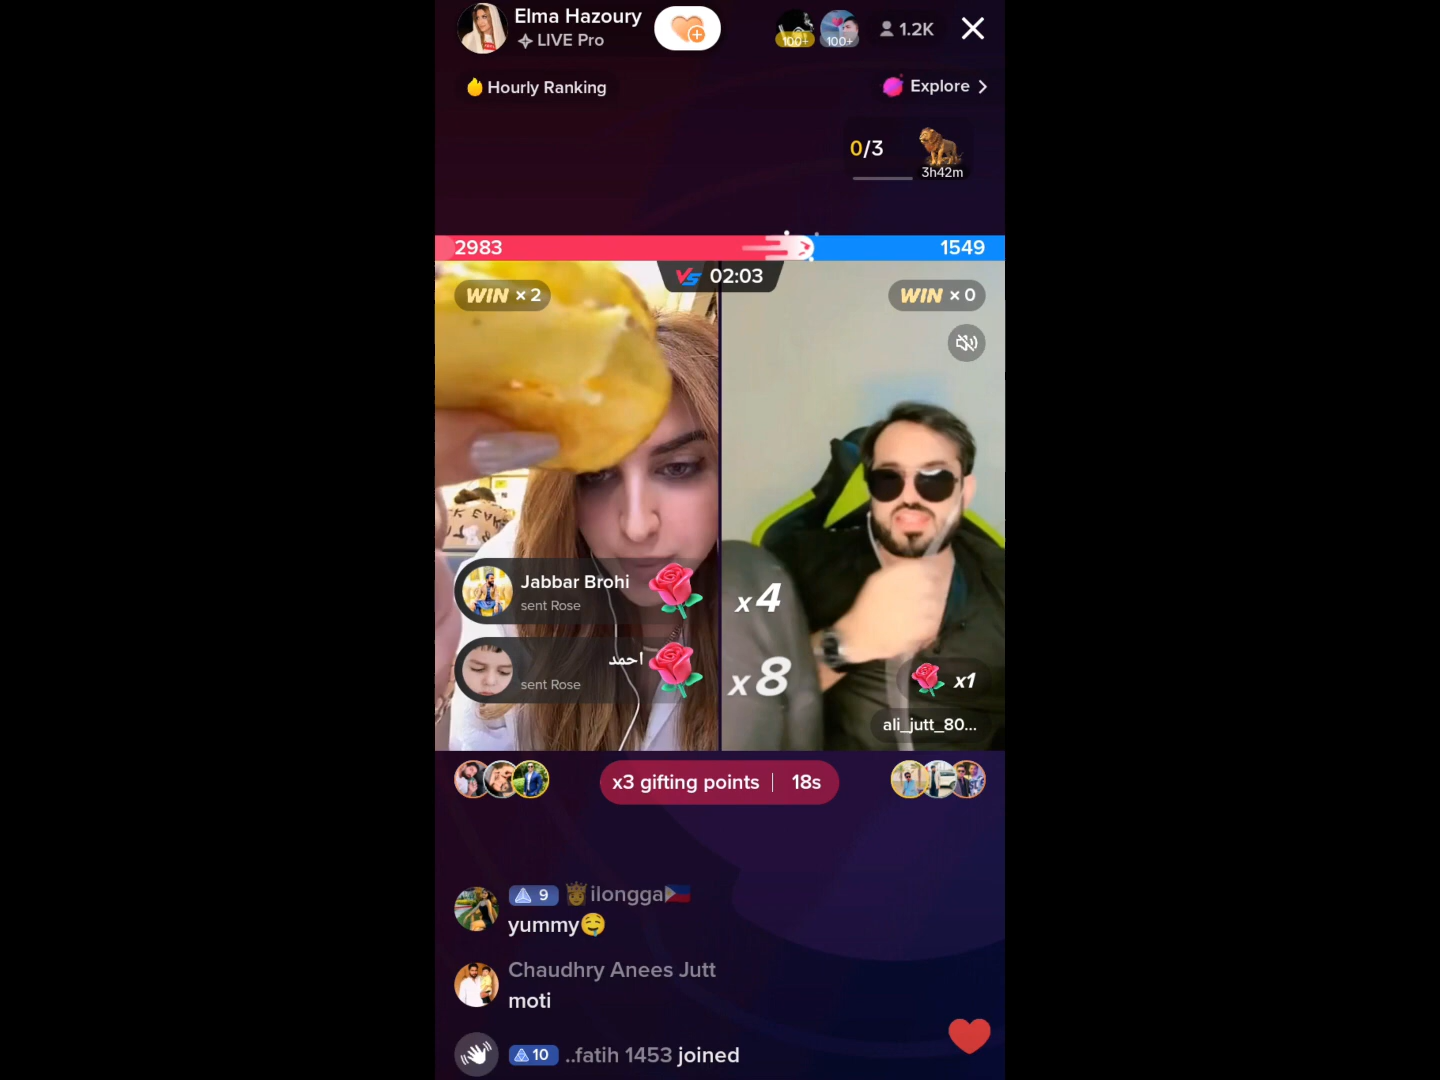 Elma Hazoury
LIVE Pro
100+
100+
1.2K
Hourly Ranking
Explore
0/3
3h42m
2983
1549
VS 02:03
WIN × 2
WIN × 0
Jabbar Brohi
sent Rose
x4
احمد
sent Rose
x8
x1
ali_jutt_80...
x3 gifting points | 18s
9 👸ilongga🇵🇭
yummy🤤
Chaudhry Anees Jutt
moti
10 ..fatih 1453 joined